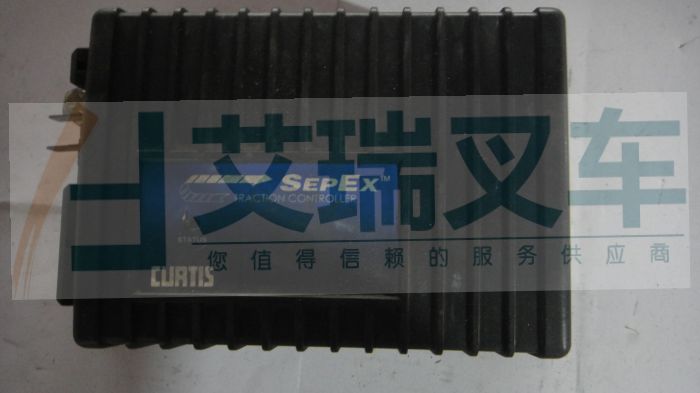 SEPEX™
TRACTION CONTROLLER
艾瑞叉车
STATUS
您值得信赖的服务供应商
CURTIS